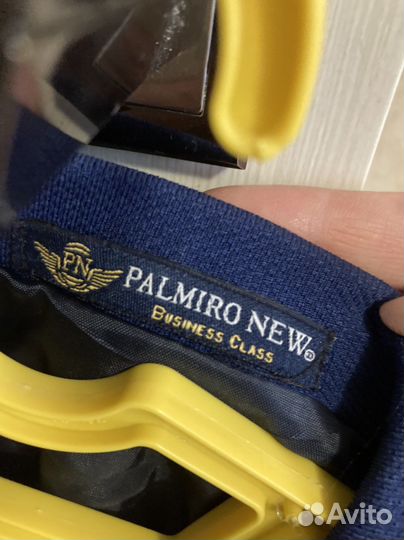 PN
PALMIRO NEW®
BUSINESS CLASS
Avito